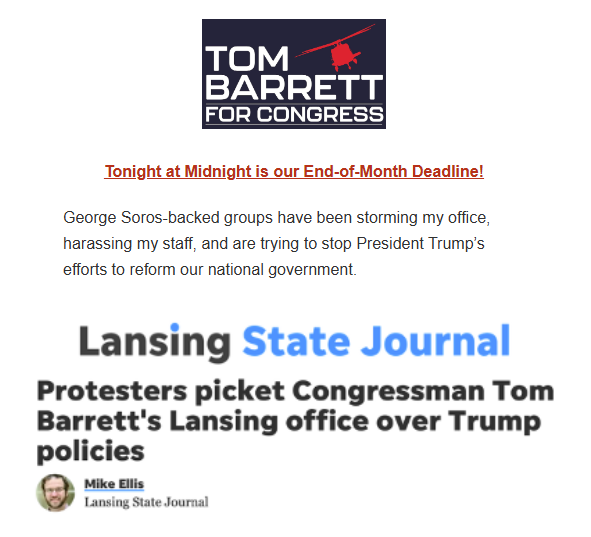 TOM
BARRETT
FOR CONGRESS
Tonight at Midnight is our End-of-Month Deadline!
George Soros-backed groups have been storming my office,
harassing my staff, and are trying to stop President Trump's
efforts to reform our national government.
Lansing State Journal
Protesters picket Congressman Tom
Barrett's Lansing office over Trump
policies
Mike Ellis
Lansing State Journal